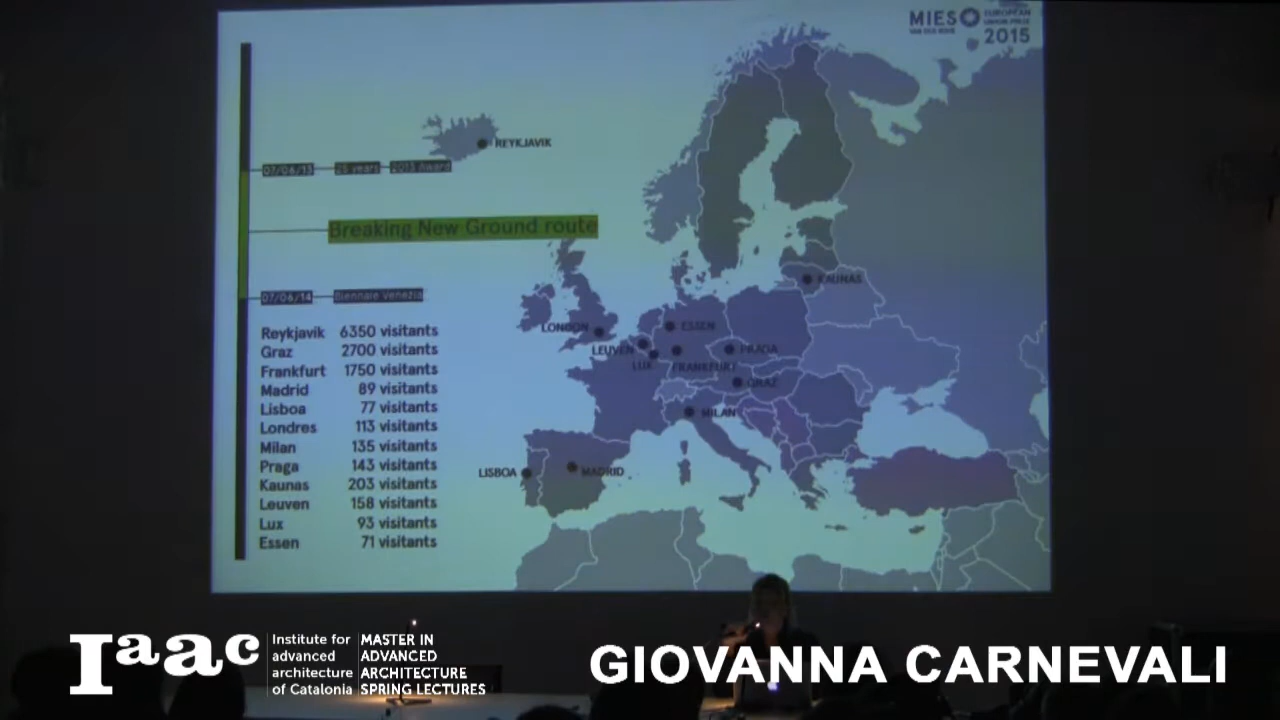 MIES
VAN DER ROHE
EUROPEAN
UNION PRIZE
2015
REYKJAVIK
07/06/13 25 years 2013 Award
Breaking New Ground route
07/06/14 Biennale venezia
Reykjavik 6350 visitants
Graz 2700 visitants
Frankfurt 1750 visitants
Madrid 89 visitants
Lisboa 77 visitants
Londres 113 visitants
Milan 135 visitants
Praga 143 visitants
Kaunas 203 visitants
Leuven 158 visitants
Lux 93 visitants
Essen 71 visitants
KAUNAS
LONDON
ESSEN
LEUVEN
PRAGA
LUX
FRANKFURT
GRAZ
MILAN
LISBOA
MADRID
Iaac
Institute for
advanced
architecture
of Catalonia
MASTER IN
ADVANCED
ARCHITECTURE
SPRING LECTURES
GIOVANNA CARNEVALI